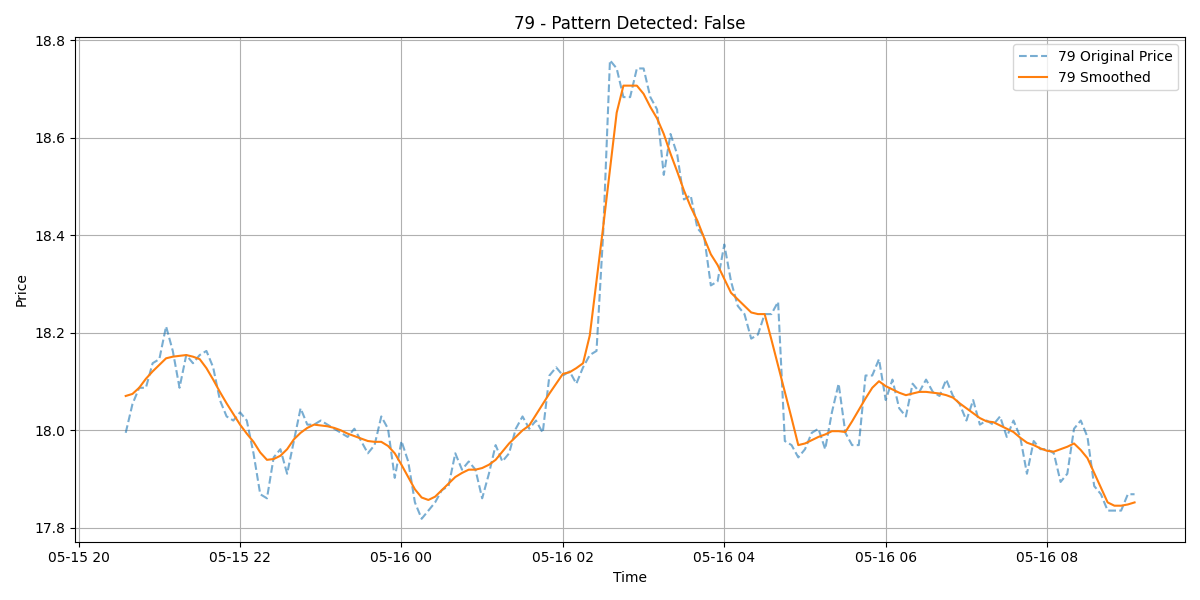 79 - Pattern Detected: False
79 Original Price
79 Smoothed
Price
18.8
18.6
18.4
18.2
18.0
17.8
05-15 20
05-15 22
05-16 00
05-16 02
05-16 04
05-16 06
05-16 08
Time